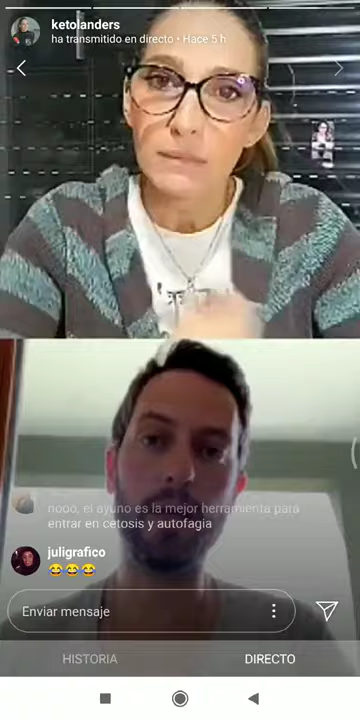 ketolanders
ha transmitido en directo • Hace 5 h
nooo, el ayuno es la mejor herramienta para
entrar en cetosis y autofagia
juligrafico
😂😂😂
Enviar mensaje
HISTORIA
DIRECTO